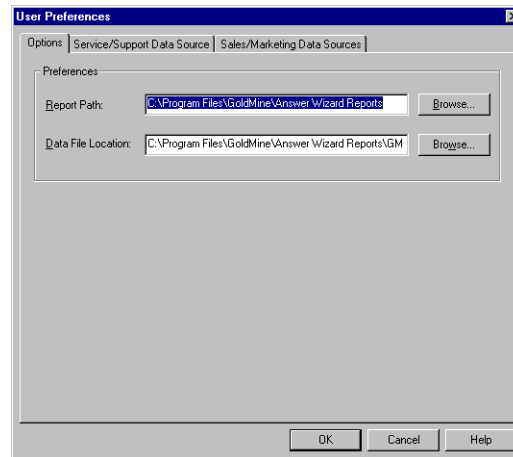 User Preferences
Options Service/Support Data Source Sales/Marketing Data Sources
Preferences
Report Path: C:\Program Files\GoldMine\Answer Wizard Reports Browse...
Data File Location: C:\Program Files\GoldMine\Answer Wizard Reports\GM Browse...
OK Cancel Help